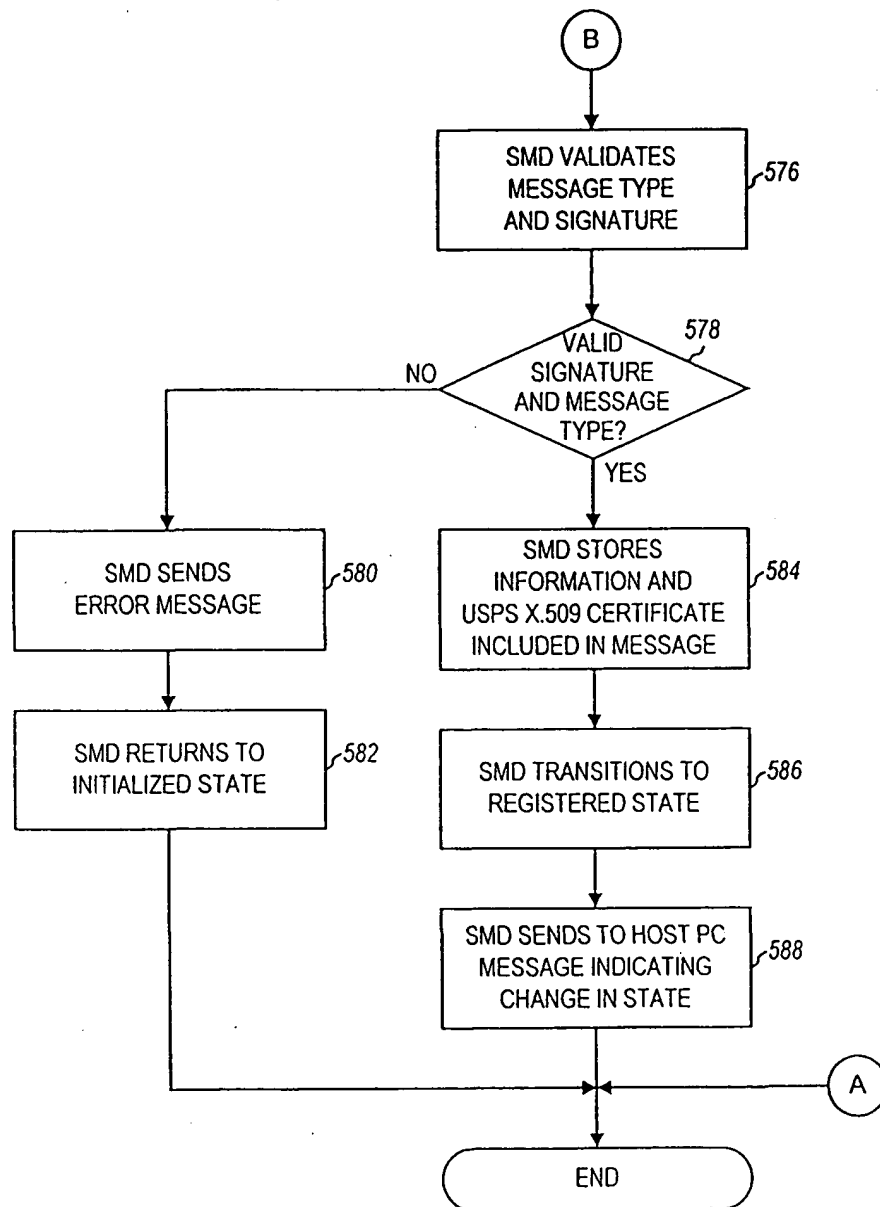 B
SMD VALIDATES
MESSAGE TYPE
AND SIGNATURE
576
578
VALID
SIGNATURE
AND MESSAGE
TYPE?
NO
YES
SMD SENDS
ERROR MESSAGE
580
SMD STORES
INFORMATION AND
USPS X.509 CERTIFICATE
INCLUDED IN MESSAGE
584
SMD RETURNS TO
INITIALIZED STATE
582
SMD TRANSITIONS TO
REGISTERED STATE
586
SMD SENDS TO HOST PC
MESSAGE INDICATING
CHANGE IN STATE
588
A
END